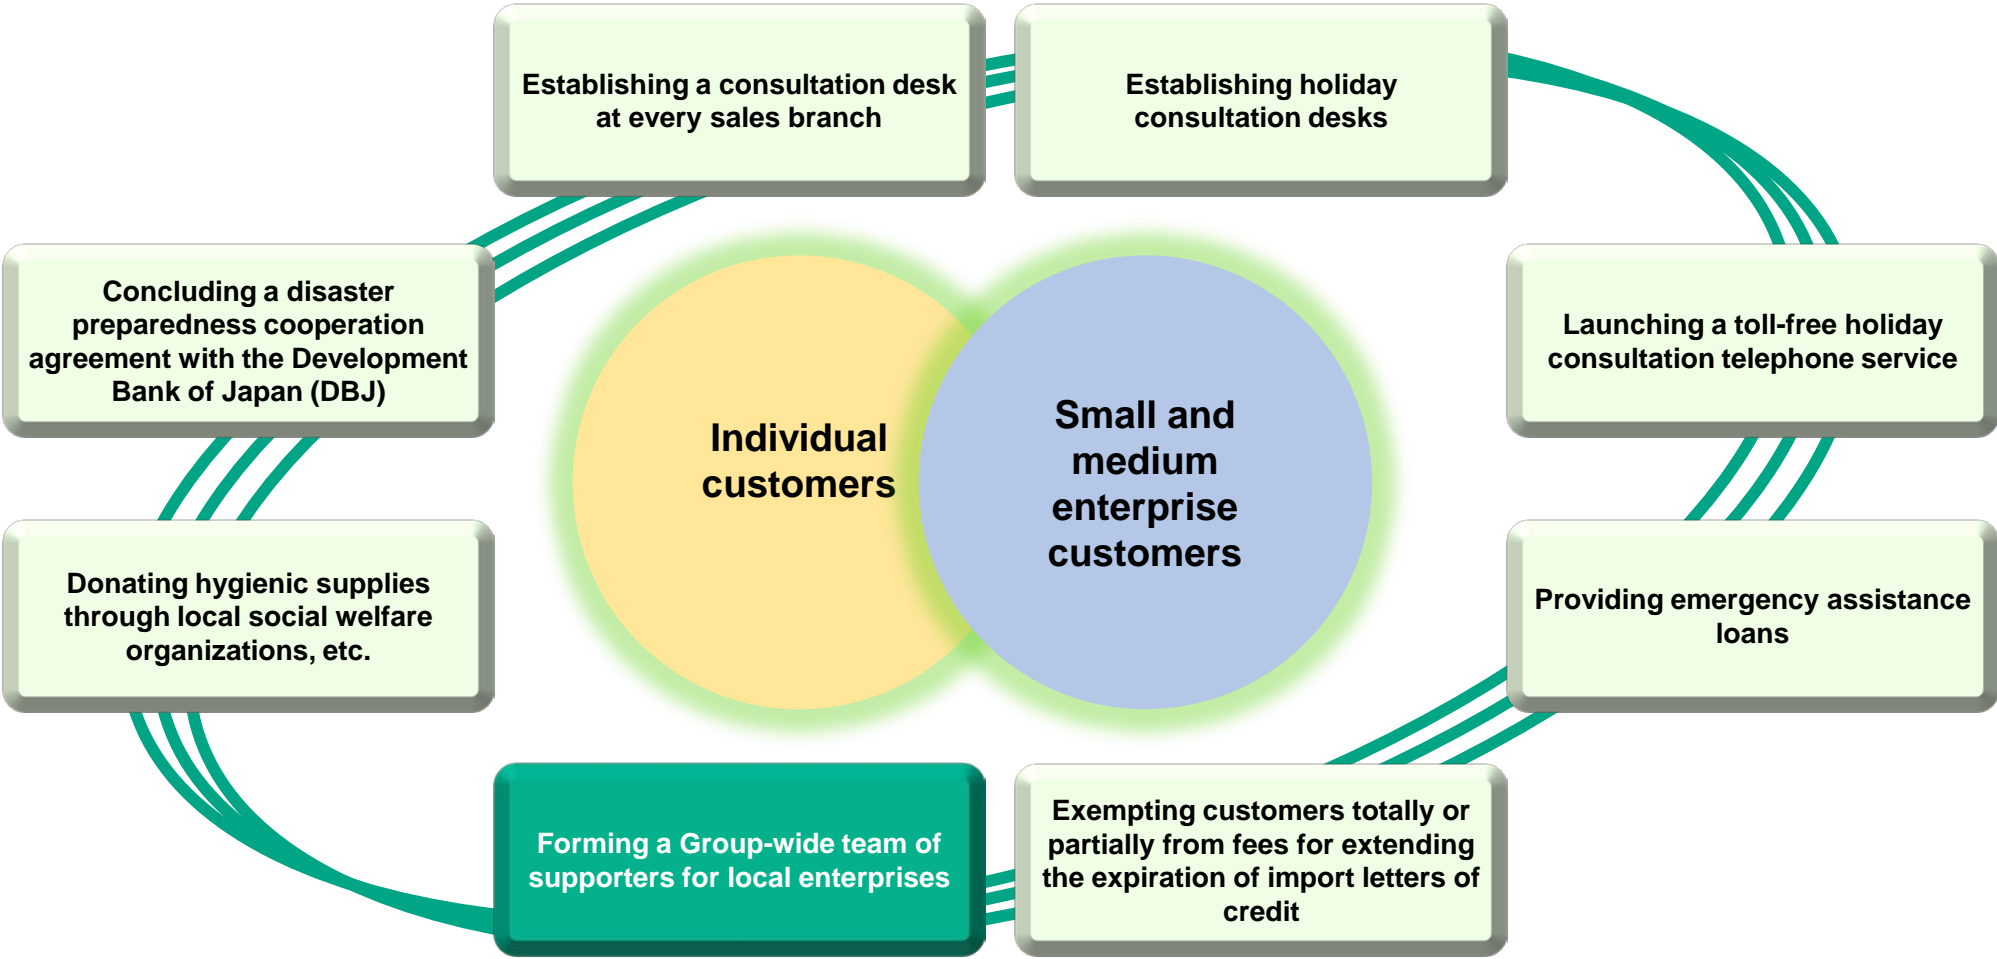 Establishing a consultation desk
at every sales branch
Establishing holiday
consultation desks
Concluding a disaster
preparedness cooperation
agreement with the Development
Bank of Japan (DBJ)
Launching a toll-free holiday
consultation telephone service
Individual
customers
Small and
medium
enterprise
customers
Donating hygienic supplies
through local social welfare
organizations, etc.
Providing emergency assistance
loans
Forming a Group-wide team of
supporters for local enterprises
Exempting customers totally or
partially from fees for extending
the expiration of import letters of
credit